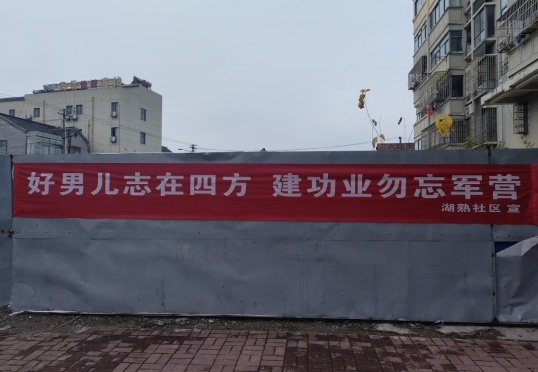 好男儿志在四方 建功业勿忘军营
湖熟社区 宣